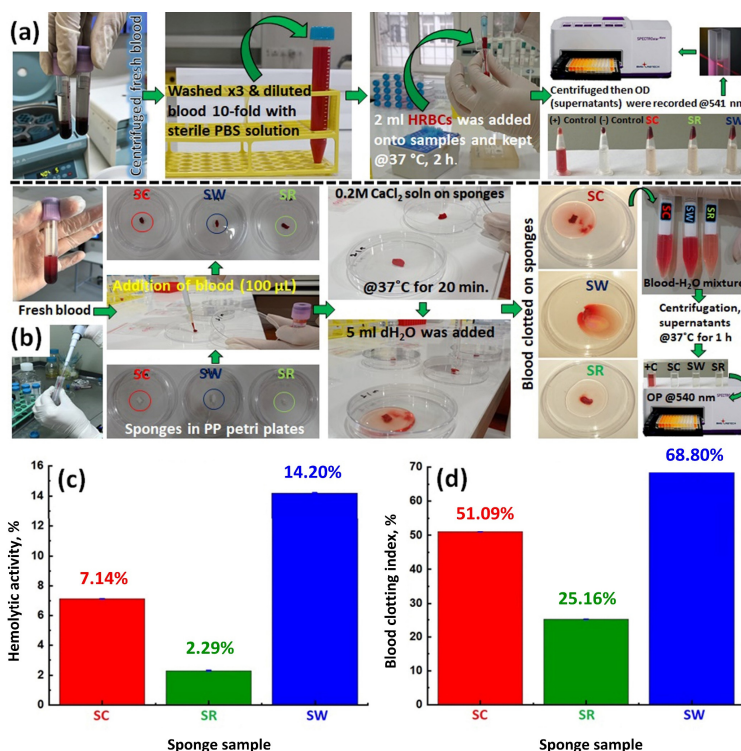 (a)
Centrifuged fresh blood
Washed x3 & diluted
blood 10-fold with
sterile PBS solution
2 ml HRBCs was added
onto samples and kept
@37 °C, 2 h.
Centrifuged then OD
(supernatants) were recorded @541 nm
(+) Control (-) Control SC SR SW
Fresh blood
(b)
SC SW SR
Addition of blood (100 µL)
SC SW SR
Sponges in PP petri plates
0.2M CaCl2 soln on sponges
@37˚C for 20 min.
5 ml dH2O was added
Blood clotted on sponges
SC
SW
SR
SC SW SR
Blood-H2O mixture
Centrifugation,
supernatants
@37˚C for 1 h
+C SC SW SR
OP @540 nm
(c)
Hemolytic activity, %
16
14
12
10
8
6
4
2
0
7.14%
2.29%
14.20%
SC SR SW
Sponge sample
(d)
Blood clotting index, %
70
60
50
40
30
20
10
0
51.09%
25.16%
68.80%
SC SR SW
Sponge sample